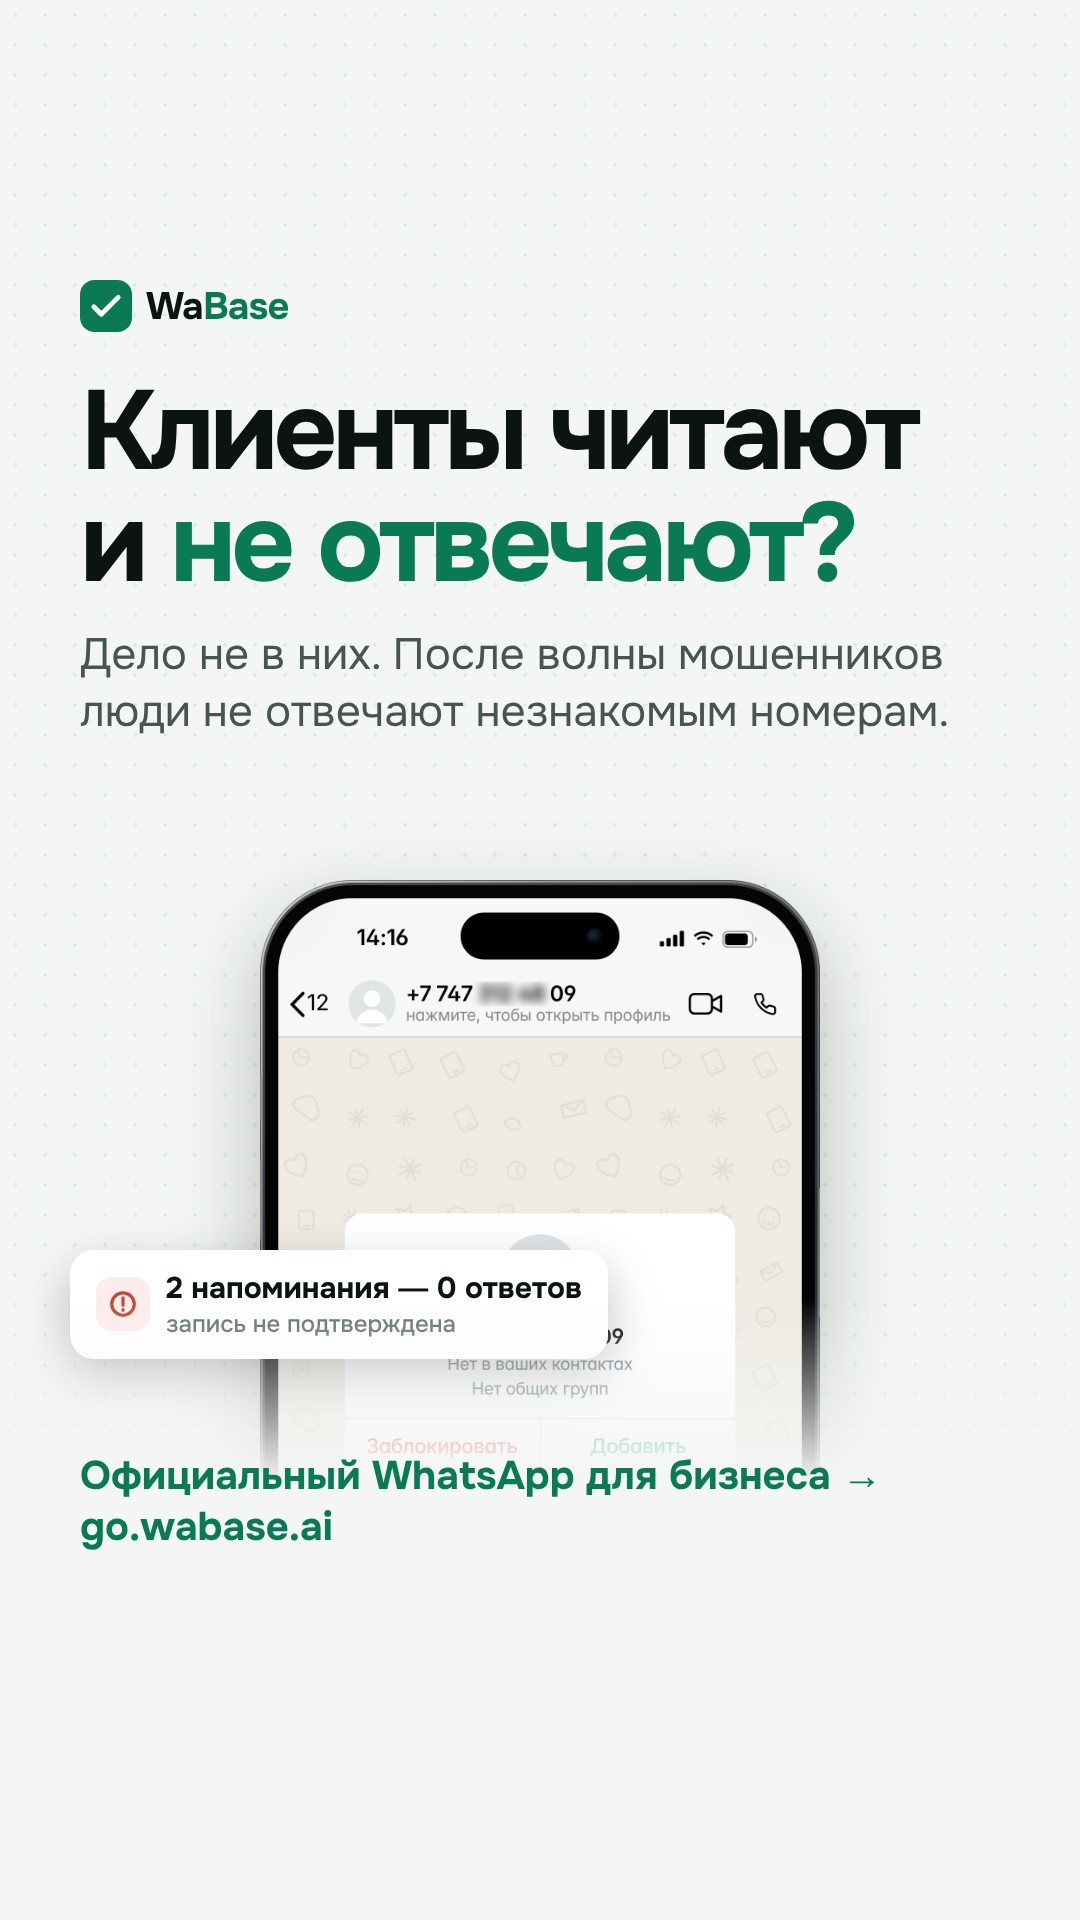 WaBase
Клиенты читают
и не отвечают?
Дело не в них. После волны мошенников
люди не отвечают незнакомым номерам.
14:16
12
+7 747 09
нажмите, чтобы открыть профиль
2 напоминания — 0 ответов
запись не подтверждена
09
Нет в ваших контактах
Нет общих групп
Заблокировать Добавить
Официальный WhatsApp для бизнеса →
go.wabase.ai